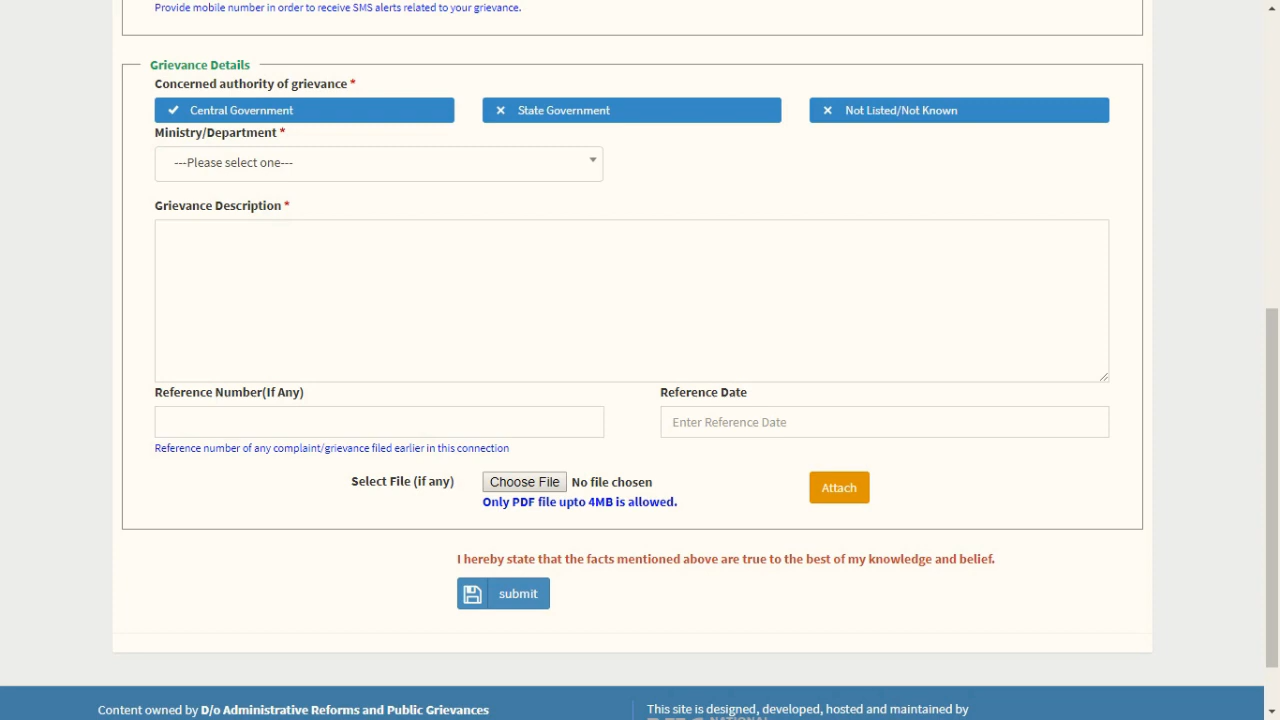 Provide mobile number in order to receive SMS alerts related to your grievance.
Grievance Details
Concerned authority of grievance *
Central Government
State Government
Not Listed/Not Known
Ministry/Department *
---Please select one---
Grievance Description *
Reference Number(If Any)
Reference Date
Enter Reference Date
Reference number of any complaint/grievance filed earlier in this connection
Select File (if any)
Choose File No file chosen
Attach
Only PDF file upto 4MB is allowed.
I hereby state that the facts mentioned above are true to the best of my knowledge and belief.
submit
Content owned by D/o Administrative Reforms and Public Grievances
This site is designed, developed, hosted and maintained by
NATIONAL